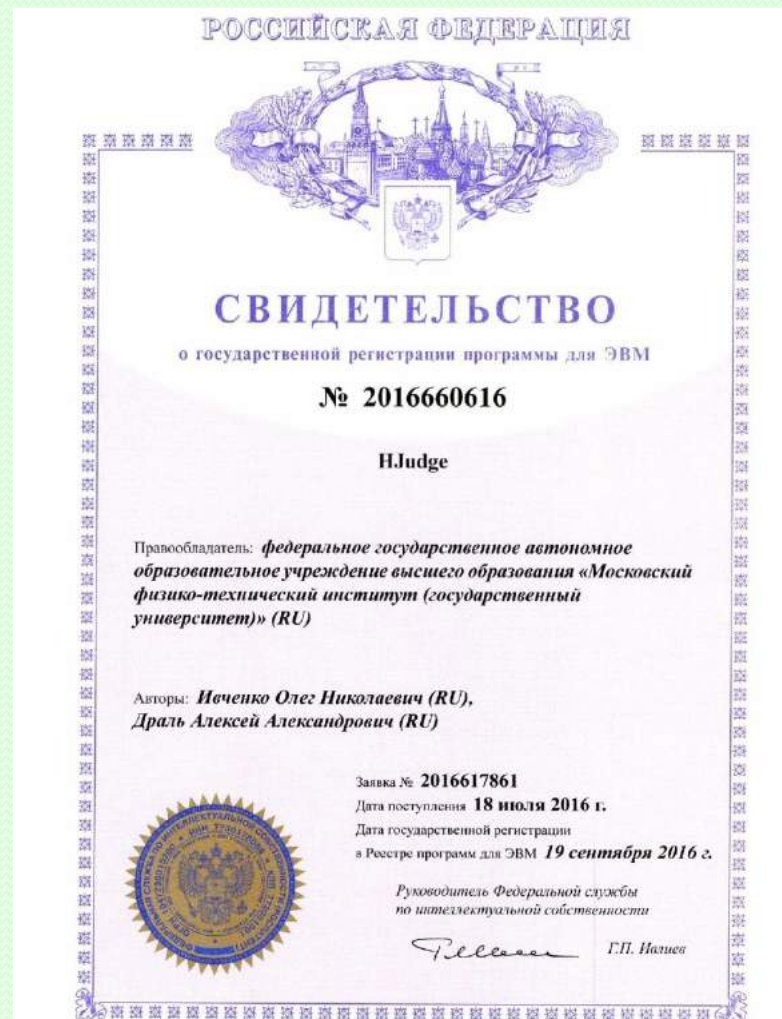 РОССИЙСКАЯ ФЕДЕРАЦИЯ
СВИДЕТЕЛЬСТВО
о государственной регистрации программы для ЭВМ
№ 2016660616
HJudge
Правообладатель: федеральное государственное автономное
образовательное учреждение высшего образования «Московский
физико-технический институт (государственный
университет)» (RU)
Авторы: Ивченко Олег Николаевич (RU),
Драль Алексей Александрович (RU)
Заявка № 2016617861
Дата поступления 18 июля 2016 г.
Дата государственной регистрации
в Реестре программ для ЭВМ 19 сентября 2016 г.
Руководитель Федеральной службы
по интеллектуальной собственности
Г.П. Ивлиев